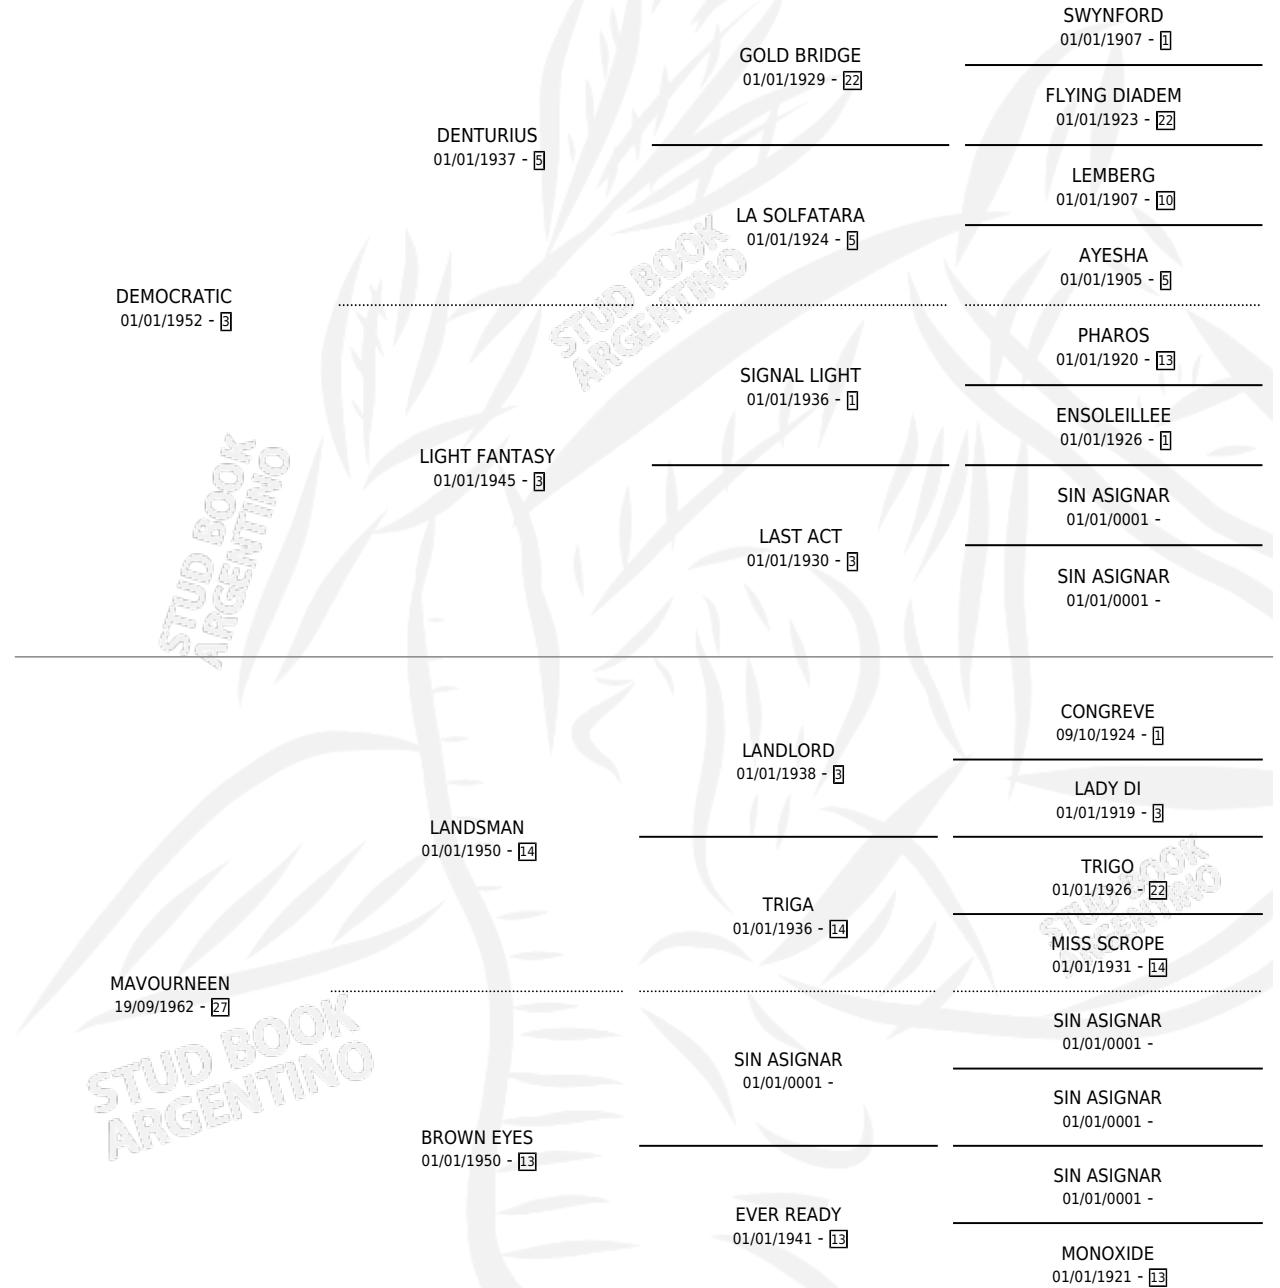 SWYNFORD
01/01/1907 - 1
GOLD BRIDGE
01/01/1929 - 22
FLYING DIADEM
01/01/1923 - 22
DENTURIUS
01/01/1937 - 5
LEMBERG
01/01/1907 - 10
LA SOLFATARA
01/01/1924 - 5
AYESHA
01/01/1905 - 5
DEMOCRATIC
01/01/1952 - 3
PHAROS
01/01/1920 - 13
SIGNAL LIGHT
01/01/1936 - 1
ENSOLEILLEE
01/01/1926 - 1
LIGHT FANTASY
01/01/1945 - 3
SIN ASIGNAR
01/01/0001 -
LAST ACT
01/01/1930 - 3
SIN ASIGNAR
01/01/0001 -
CONGREVE
09/10/1924 - 1
LANDLORD
01/01/1938 - 3
LADY DI
01/01/1919 - 3
LANDSMAN
01/01/1950 - 14
TRIGO
01/01/1926 - 22
TRIGA
01/01/1936 - 14
MISS SCROPE
01/01/1931 - 14
MAVOURNEEN
19/09/1962 - 27
SIN ASIGNAR
01/01/0001 -
SIN ASIGNAR
01/01/0001 -
SIN ASIGNAR
01/01/0001 -
BROWN EYES
01/01/1950 - 13
SIN ASIGNAR
01/01/0001 -
EVER READY
01/01/1941 - 13
MONOXIDE
01/01/1921 - 13
STUD BOOK
ARGENTINO
STUD BOOK
ARGENTINO
STUD BOOK
ARGENTINO
STUD BOOK
ARGENTINO